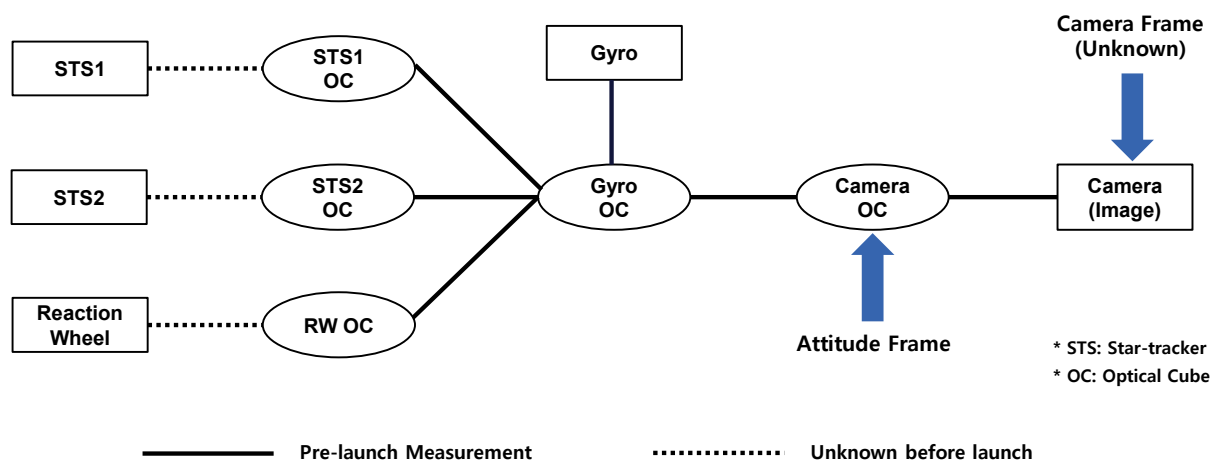 Camera Frame
(Unknown)
STS1
STS1
OC
Gyro
STS2
STS2
OC
Gyro
OC
Camera
OC
Camera
(Image)
Reaction
Wheel
RW OC
Attitude Frame
* STS: Star-tracker
* OC: Optical Cube
Pre-launch Measurement
Unknown before launch